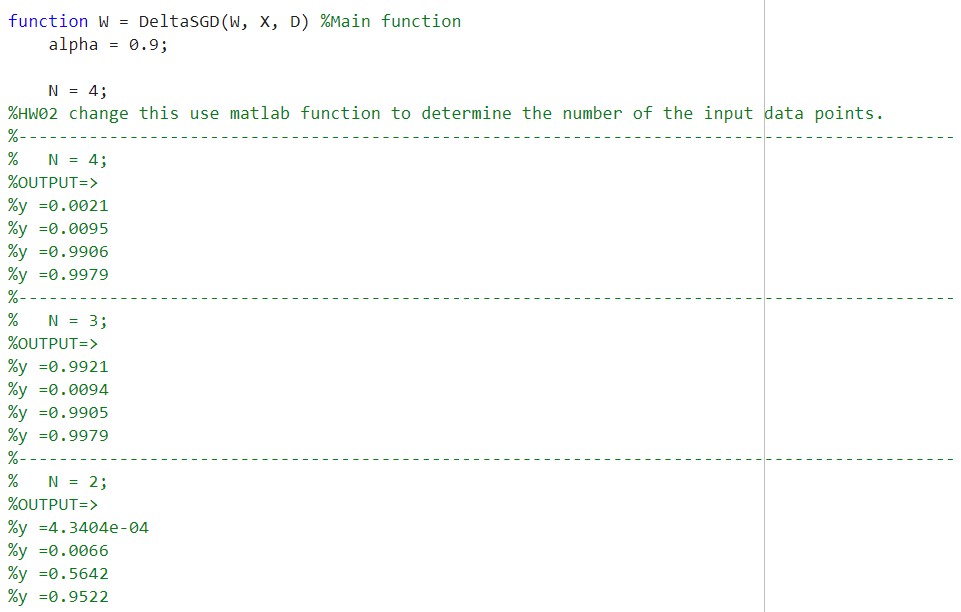 function W = DeltaSGD(W, X, D) %Main function
    alpha = 0.9;
    N = 4;
%HW02 change this use matlab function to determine the number of the input data points.
%---------------------------------------------------------------------------------------------
%   N = 4;
%OUTPUT=>
%y =0.0021
%y =0.0095
%y =0.9906
%y =0.9979
%---------------------------------------------------------------------------------------------
%   N = 3;
%OUTPUT=>
%y =0.9921
%y =0.0094
%y =0.9905
%y =0.9979
%---------------------------------------------------------------------------------------------
%   N = 2;
%OUTPUT=>
%y =4.3404e-04
%y =0.0066
%y =0.5642
%y =0.9522